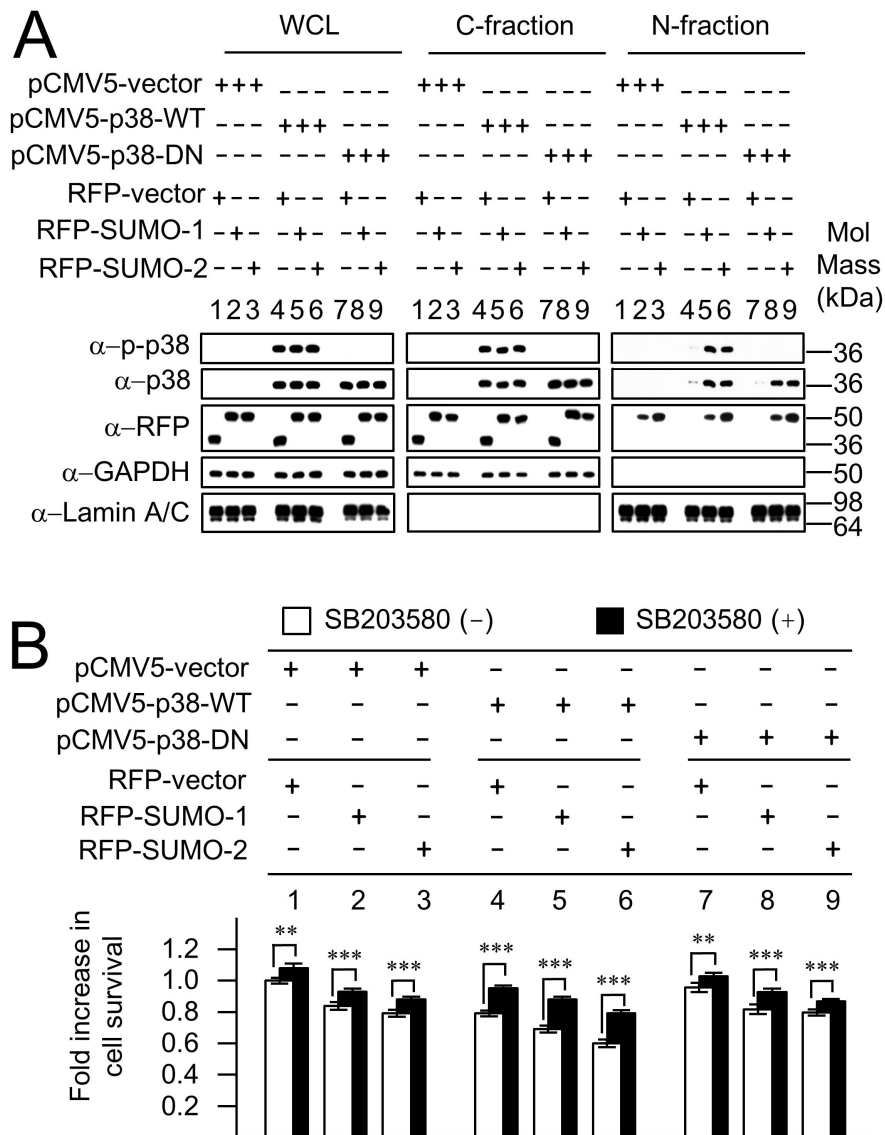 A
WCL C-fraction N-fraction
pCMV5-vector +++ --- --- +++ --- --- +++ --- ---
pCMV5-p38-WT --- +++ --- --- +++ --- --- +++ ---
pCMV5-p38-DN --- --- +++ --- --- +++ --- --- +++
RFP-vector +-- +-- +-- +-- +-- +-- +-- +-- +--
RFP-SUMO-1 -+- -+- -+- -+- -+- -+- -+- -+- -+-
RFP-SUMO-2 --+ --+ --+ --+ --+ --+ --+ --+ --+
Mol
Mass
(kDa)
123 456 789 123 456 789 123 456 789
α–p-p38 36
α–p38 36
α–RFP 50
36
α–GAPDH 50
α–Lamin A/C 98
64
B
SB203580 (−) SB203580 (+)
pCMV5-vector + + + − − − − − −
pCMV5-p38-WT − − − + + + − − −
pCMV5-p38-DN − − − − − − + + +
RFP-vector + − − + − − + − −
RFP-SUMO-1 − + − − + − − + −
RFP-SUMO-2 − − + − − + − − +
1 2 3 4 5 6 7 8 9
Fold increase in
cell survival
1.2
1.0
0.8
0.6
0.4
0.2
** *** *** *** *** *** ** *** ***